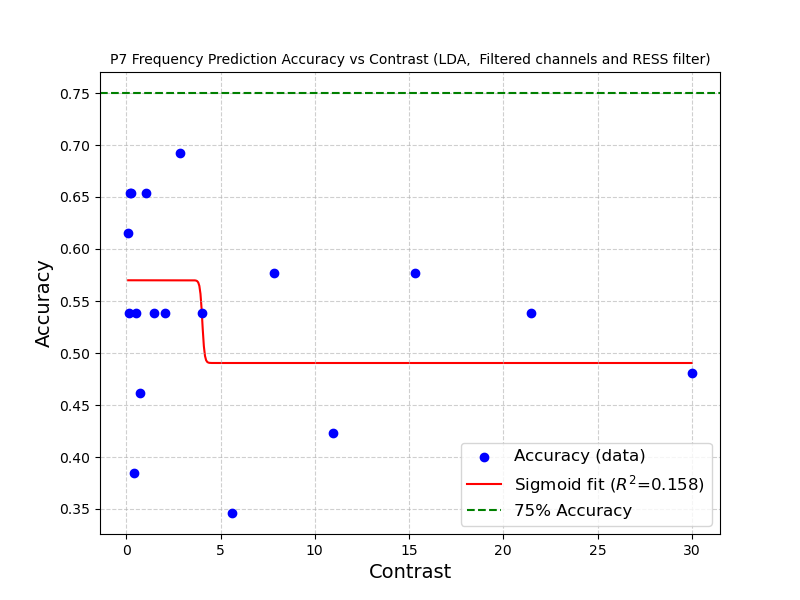 P7 Frequency Prediction Accuracy vs Contrast (LDA,  Filtered channels and RESS filter)
Accuracy
0.75
0.70
0.65
0.60
0.55
0.50
0.45
0.40
0.35
Accuracy (data)
Sigmoid fit (R²=0.158)
75% Accuracy
0 5 10 15 20 25 30
Contrast